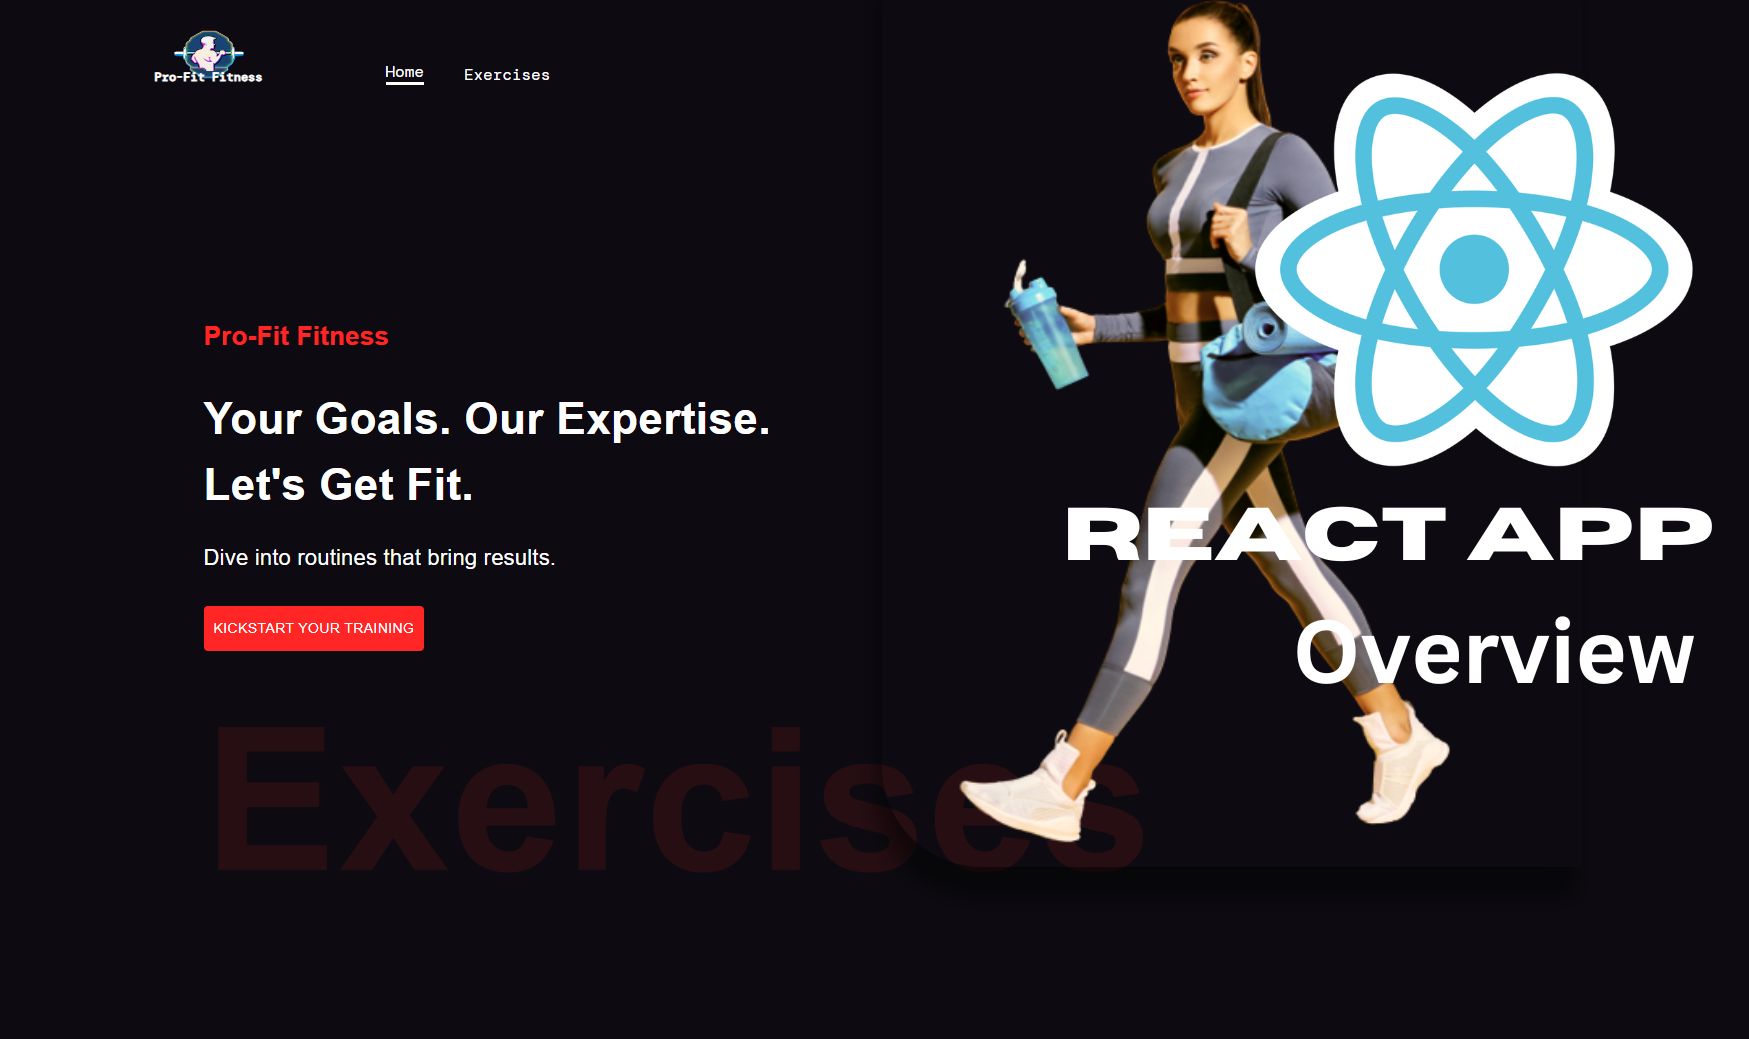 Pro-Fit Fitness
Home
Exercises
Pro-Fit Fitness
Your Goals. Our Expertise.
Let's Get Fit.
Dive into routines that bring results.
KICKSTART YOUR TRAINING
Exercises
REACT APP
Overview